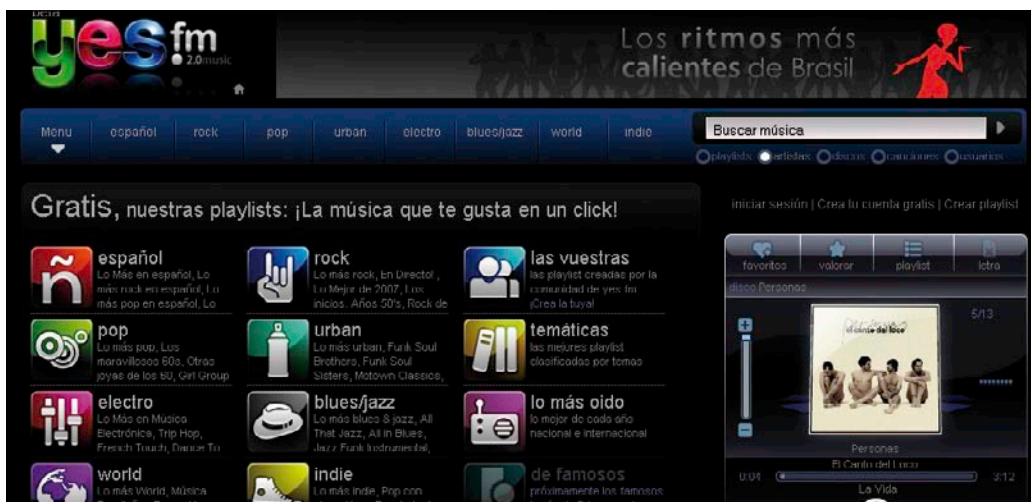 yes fm
2.0music
Los ritmos más
calientes de Brasil
Menu español rock pop urban electro blues/jazz world indie
Buscar música
playlists artistas discos canciones usuarios
Gratis, nuestras playlists: ¡La música que te gusta en un click!
iniciar sesión | Crea tu cuenta gratis | Crear playlist
español
Lo Más en español, Lo
más rock en español, Lo
más pop en español, Lo
rock
Lo más rock, En Directo!,
Lo Mejor de 2007, Los
inicios. Años 50's, Rock de
las vuestras
las playlist creadas por la
comunidad de yes.fm
¡Crea la tuya!
pop
Lo más pop, Los
maravillosos 60s, Otras
joyas de los 60, Girl Group
urban
Lo más urban, Funk Soul
Brothers, Funk Soul
Sisters, Motown Classics,
temáticas
las mejores playlist
clasificadas por temas
electro
Lo Más en Música
Electrónica, Trip Hop,
French Touch, Dance To
blues/jazz
Lo más blues & jazz, All
That Jazz, All in Blues,
Jazz Funk Instrumental,
lo más oido
lo mejor de cada año
nacional e internacional
world
Lo más World, Música
indie
Lo más indie, Pop con
de famosos
próximamente los famosos
favoritos valorar playlist letra
disco Personas
5/13
el canto del loco
Personas
El Canto del Loco
0:04 3:12
La Vida